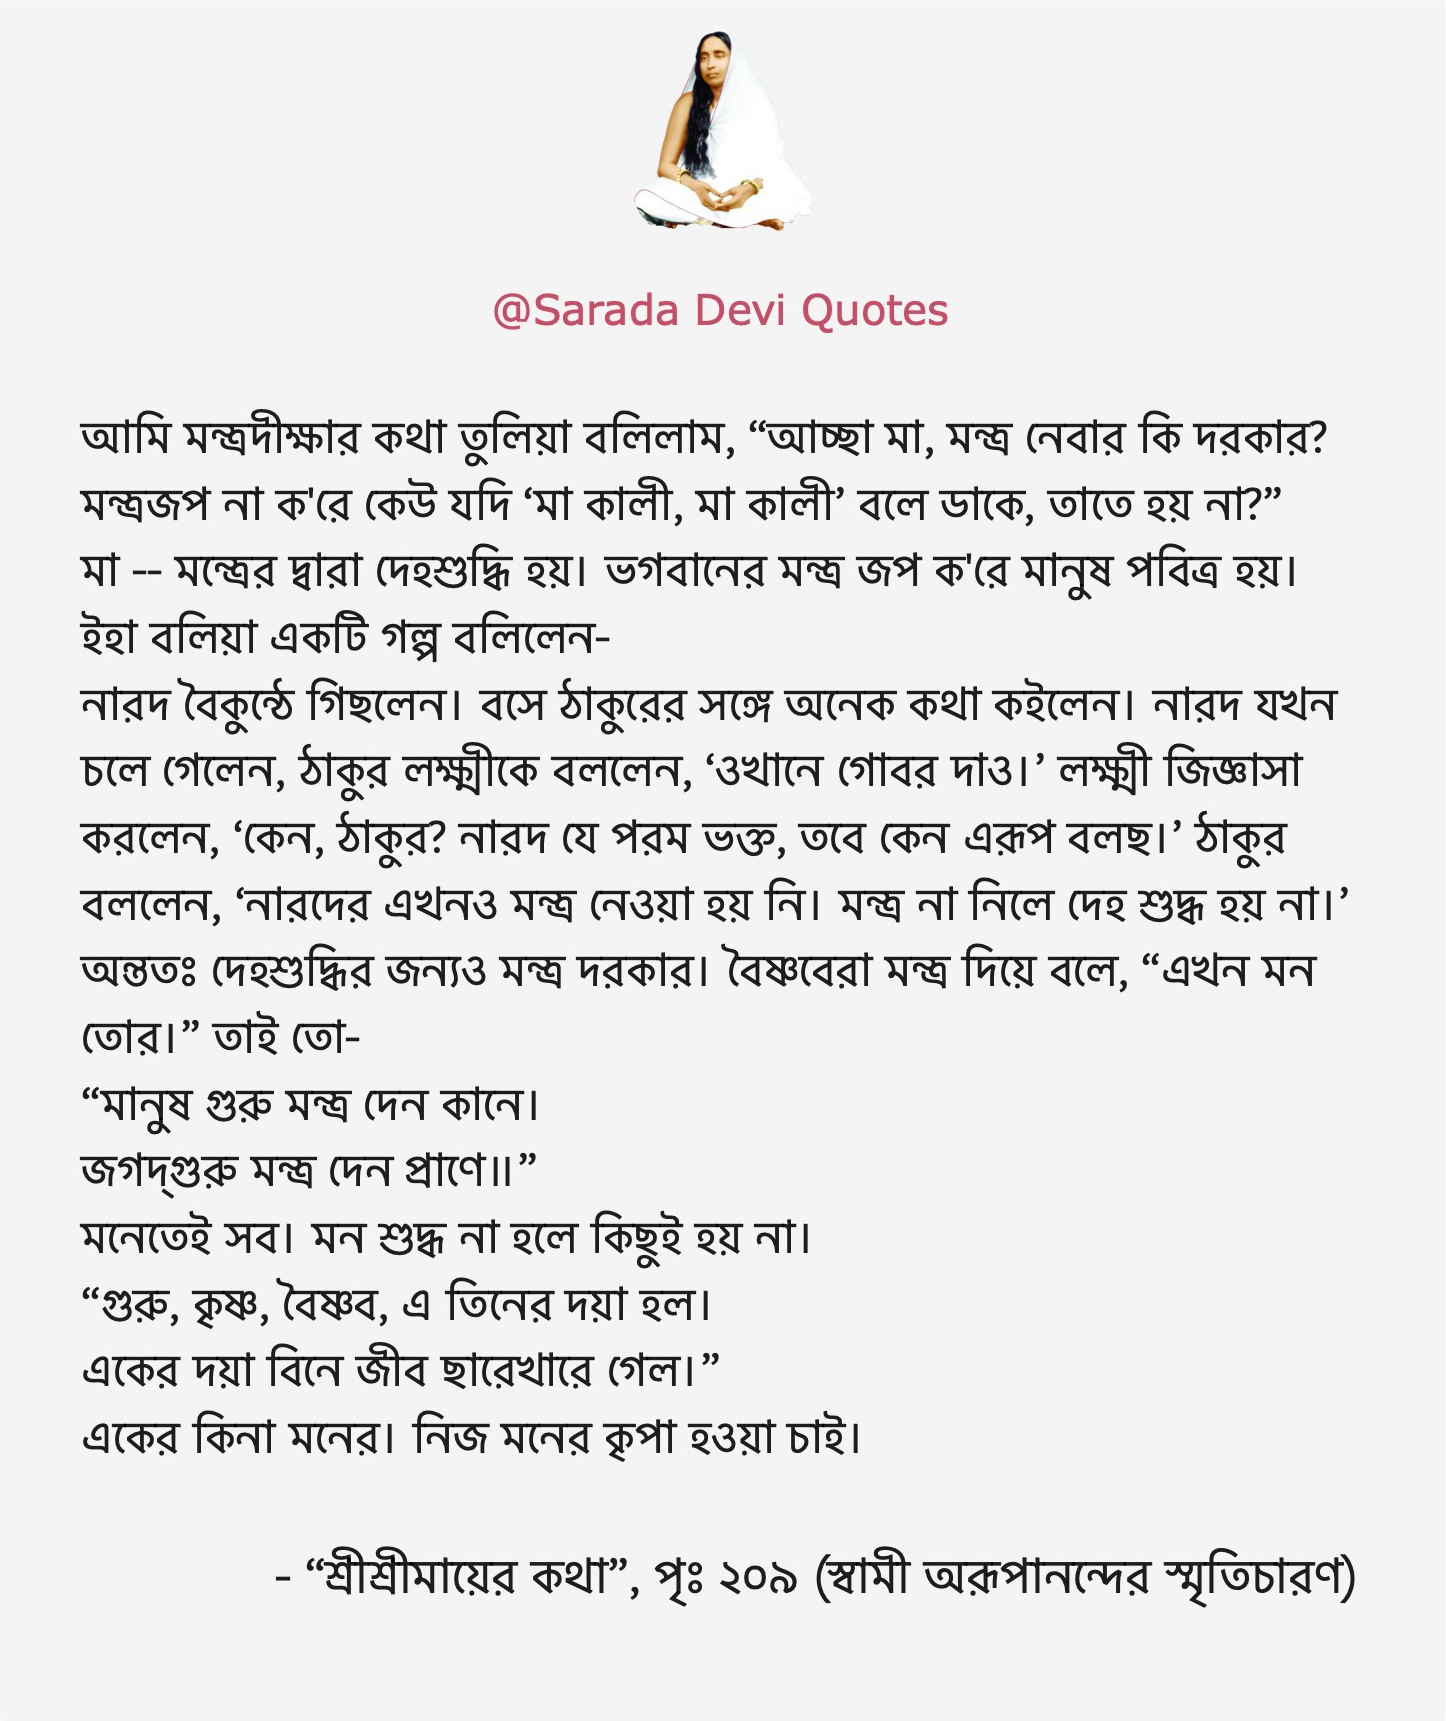 @Sarada Devi Quotes
আমি মন্ত্রদীক্ষার কথা তুলিয়া বলিলাম, “আচ্ছা মা, মন্ত্র নেবার কি দরকার?
মন্ত্রজপ না ক'রে কেউ যদি ‘মা কালী, মা কালী’ বলে ডাকে, তাতে হয় না?”
মা -- মন্ত্রের দ্বারা দেহশুদ্ধি হয়। ভগবানের মন্ত্র জপ ক'রে মানুষ পবিত্র হয়।
ইহা বলিয়া একটি গল্প বলিলেন-
নারদ বৈকুন্ঠে গিছলেন। বসে ঠাকুরের সঙ্গে অনেক কথা কইলেন। নারদ যখন
চলে গেলেন, ঠাকুর লক্ষ্মীকে বললেন, ‘ওখানে গোবর দাও।’ লক্ষ্মী জিজ্ঞাসা
করলেন, ‘কেন, ঠাকুর? নারদ যে পরম ভক্ত, তবে কেন এরূপ বলছ।’ ঠাকুর
বললেন, ‘নারদের এখনও মন্ত্র নেওয়া হয় নি। মন্ত্র না নিলে দেহ শুদ্ধ হয় না।’
অন্ততঃ দেহশুদ্ধির জন্যও মন্ত্র দরকার। বৈষ্ণবেরা মন্ত্র দিয়ে বলে, “এখন মন
তোর।” তাই তো-
“মানুষ গুরু মন্ত্র দেন কানে।
জগদ্‌গুরু মন্ত্র দেন প্রাণে॥”
মনেতেই সব। মন শুদ্ধ না হলে কিছুই হয় না।
“গুরু, কৃষ্ণ, বৈষ্ণব, এ তিনের দয়া হল।
একের দয়া বিনে জীব ছারেখারে গেল।”
একের কিনা মনের। নিজ মনের কৃপা হওয়া চাই।
- “শ্রীশ্রীমায়ের কথা”, পৃঃ ২০৯ (স্বামী অরূপানন্দের স্মৃতিচারণ)